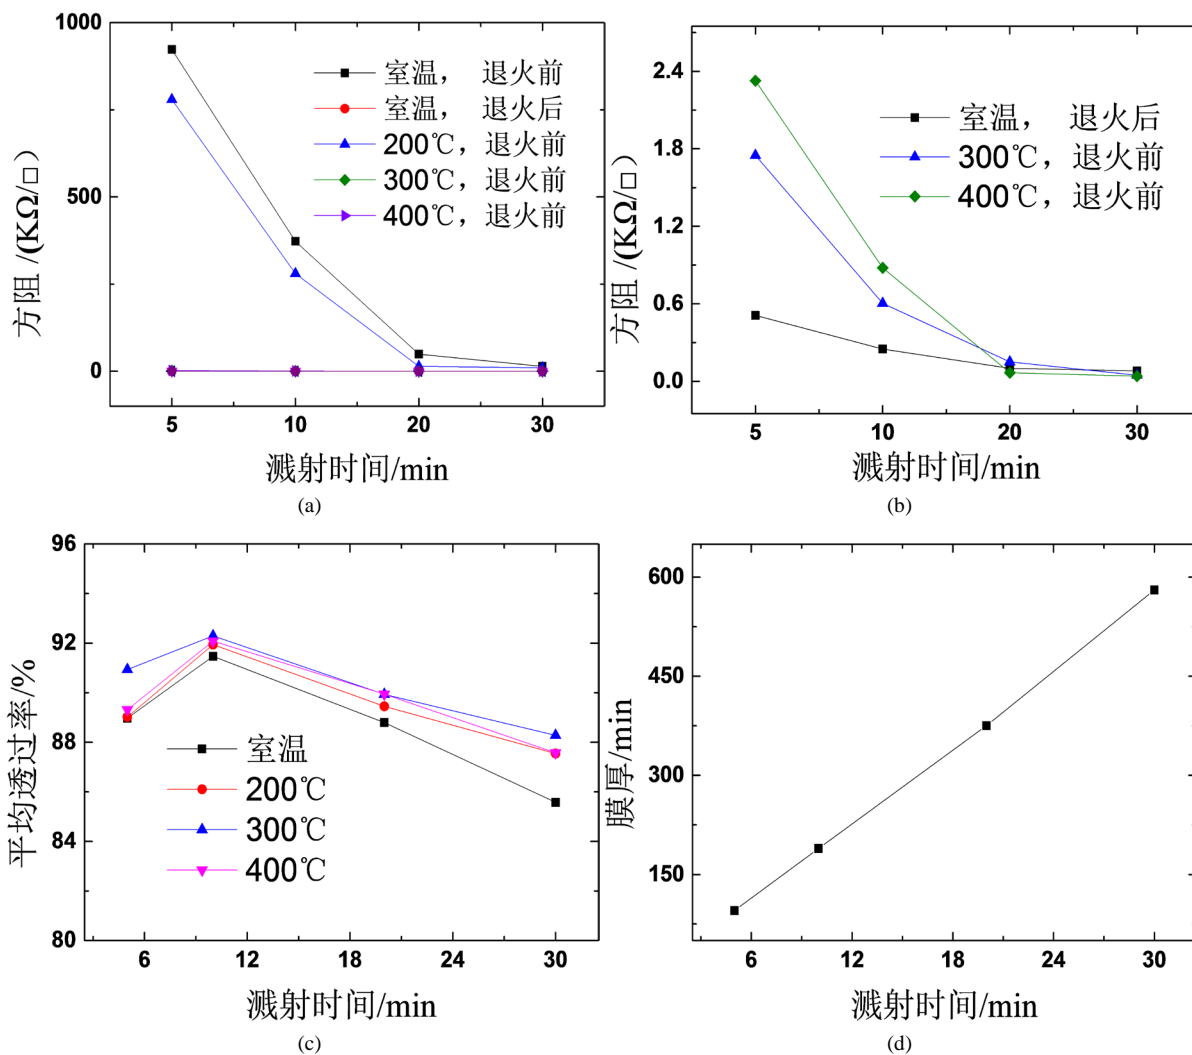 1000
500
0
方阻 /(KΩ/□)
室温， 退火前
室温， 退火后
200℃，退火前
300℃，退火前
400℃，退火前
5 10 20 30
溅射时间/min
(a)
2.4
1.8
1.2
0.6
0.0
方阻 /(KΩ/□)
室温， 退火后
300℃，退火前
400℃，退火前
5 10 20 30
溅射时间/min
(b)
96
92
88
84
80
平均透过率/%
室温
200℃
300℃
400℃
6 12 18 24 30
溅射时间/min
(c)
600
450
300
150
膜厚/min
6 12 18 24 30
溅射时间/min
(d)